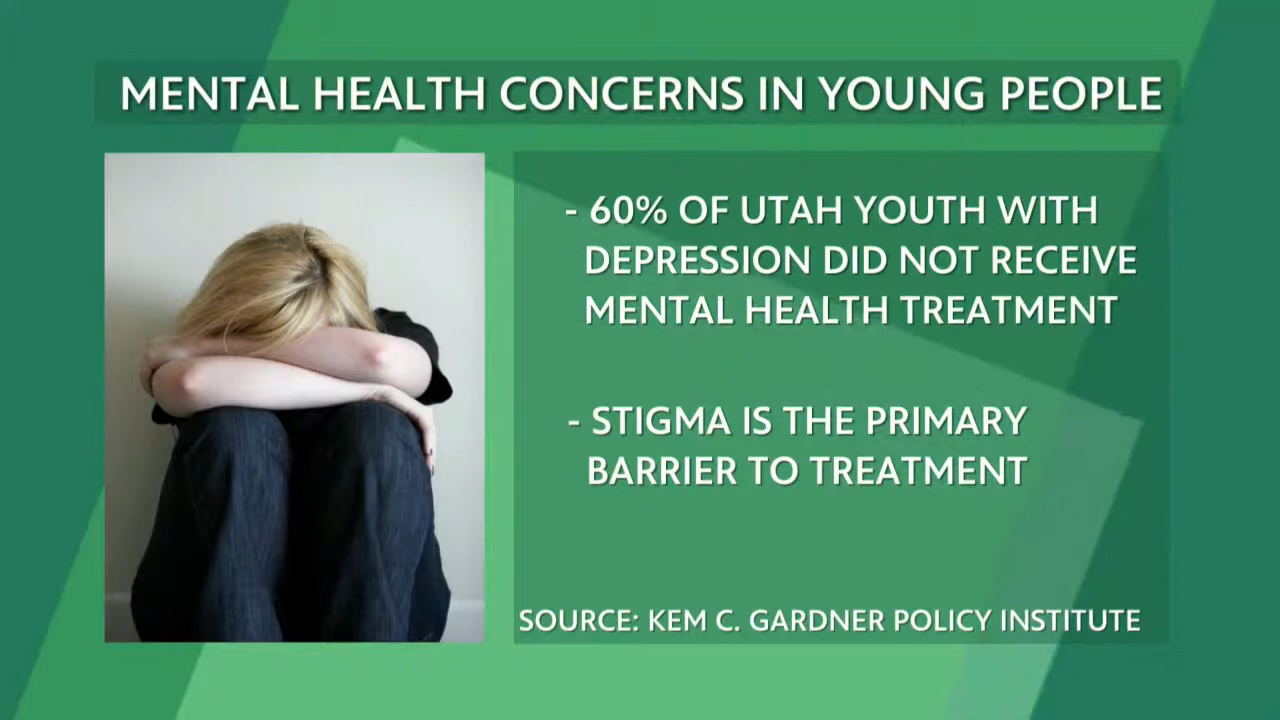 MENTAL HEALTH CONCERNS IN YOUNG PEOPLE
- 60% OF UTAH YOUTH WITH
DEPRESSION DID NOT RECEIVE
MENTAL HEALTH TREATMENT
- STIGMA IS THE PRIMARY
BARRIER TO TREATMENT
SOURCE: KEM C. GARDNER POLICY INSTITUTE